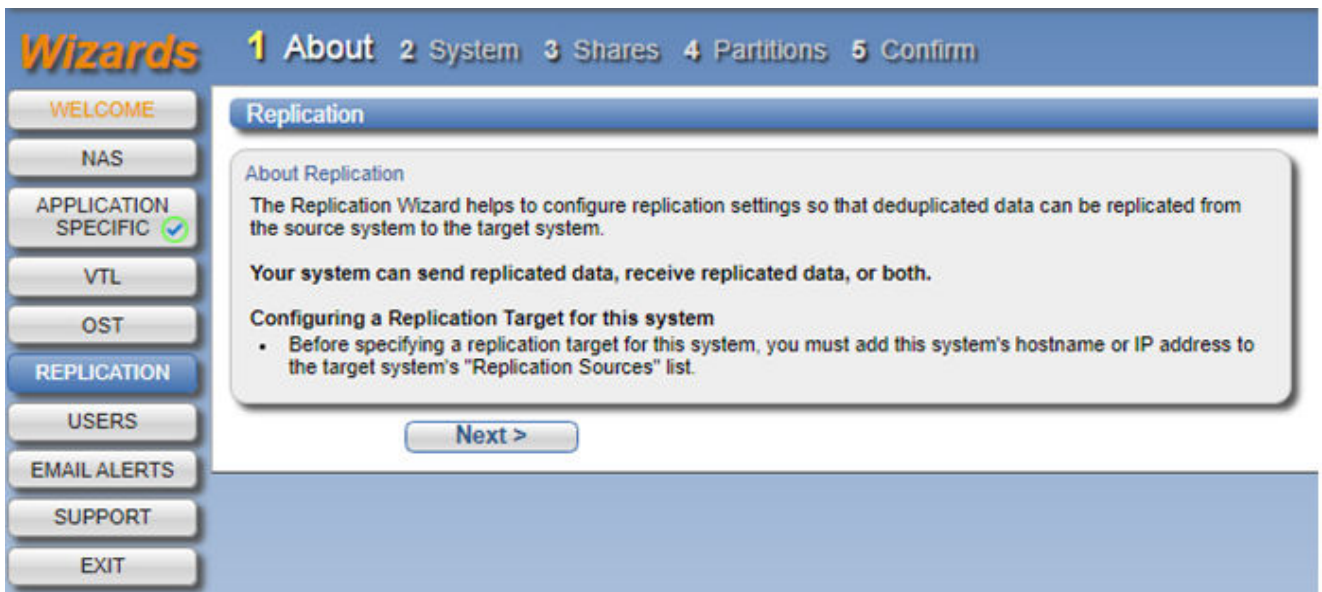 Wizards
1 About 2 System 3 Shares 4 Partitions 5 Confirm
WELCOME
NAS
APPLICATION
SPECIFIC
VTL
OST
REPLICATION
USERS
EMAIL ALERTS
SUPPORT
EXIT
Replication
About Replication
The Replication Wizard helps to configure replication settings so that deduplicated data can be replicated from
the source system to the target system.
Your system can send replicated data, receive replicated data, or both.
Configuring a Replication Target for this system
• Before specifying a replication target for this system, you must add this system's hostname or IP address to
the target system's "Replication Sources" list.
Next >